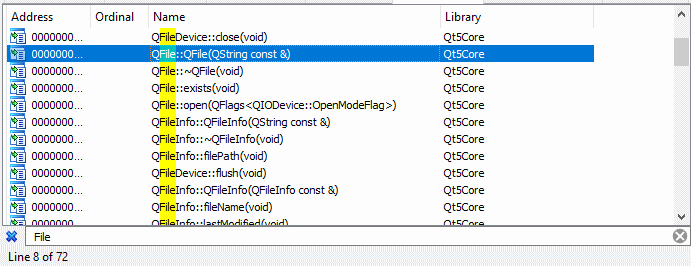 Address Ordinal Name Library
0000000... QFileDevice::close(void) Qt5Core
0000000... QFile::QFile(QString const &) Qt5Core
0000000... QFile::~QFile(void) Qt5Core
0000000... QFile::exists(void) Qt5Core
0000000... QFile::open(QFlags<QIODevice::OpenModeFlag>) Qt5Core
0000000... QFileInfo::QFileInfo(QString const &) Qt5Core
0000000... QFileInfo::~QFileInfo(void) Qt5Core
0000000... QFileInfo::filePath(void) Qt5Core
0000000... QFileDevice::flush(void) Qt5Core
0000000... QFileInfo::QFileInfo(QFileInfo const &) Qt5Core
0000000... QFileInfo::fileName(void) Qt5Core
0000000... QFileInfo::lastModified(void) Qt5Core
File
Line 8 of 72